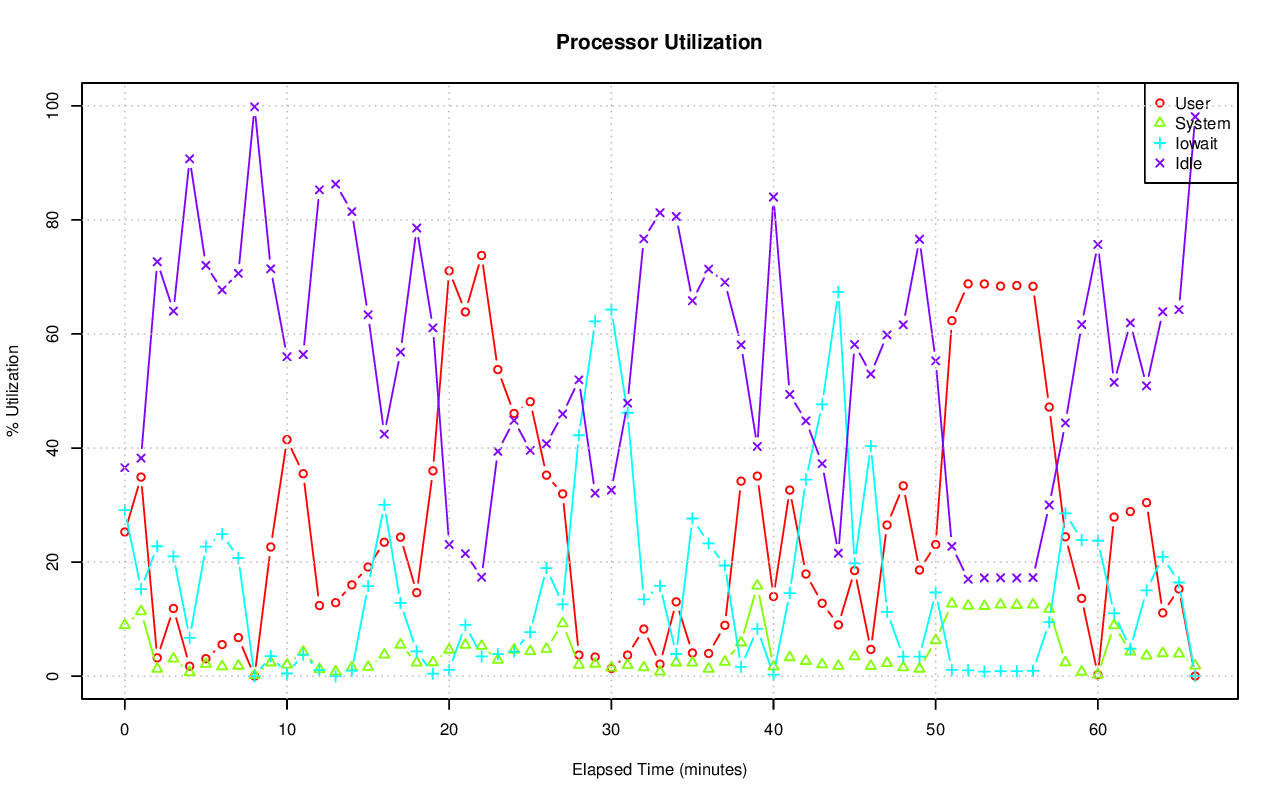 Processor Utilization
% Utilization
100
80
60
40
20
0
User
System
Iowait
Idle
0 10 20 30 40 50 60
Elapsed Time (minutes)